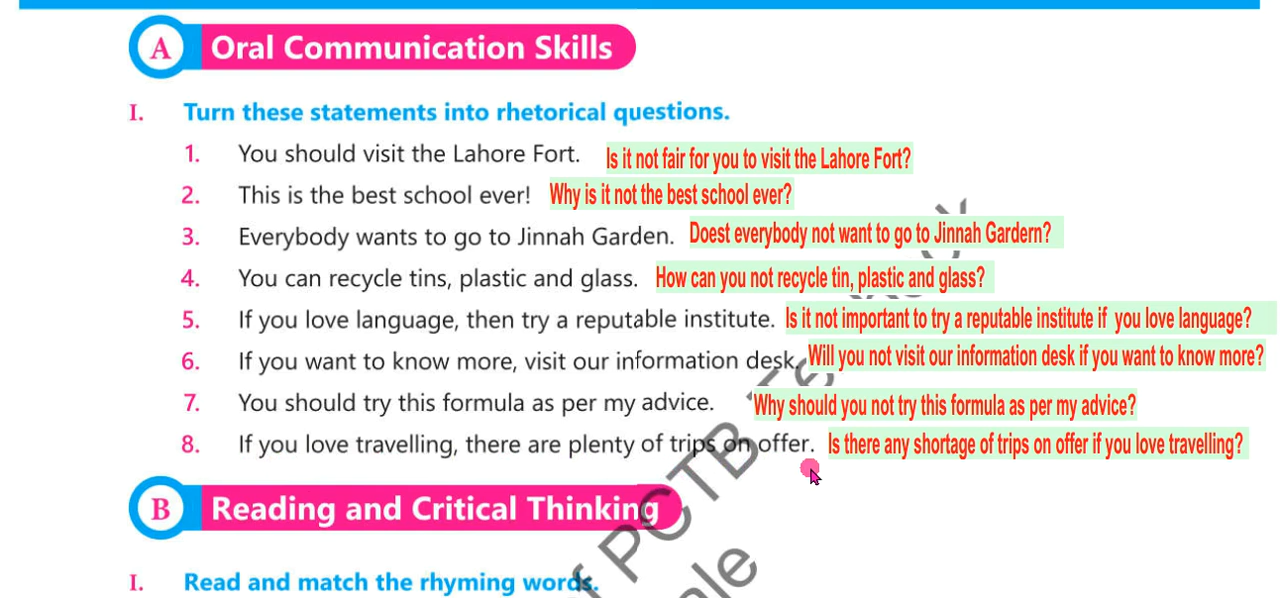 A Oral Communication Skills
I. Turn these statements into rhetorical questions.
1. You should visit the Lahore Fort. Is it not fair for you to visit the Lahore Fort?
2. This is the best school ever! Why is it not the best school ever?
3. Everybody wants to go to Jinnah Garden. Doest everybody not want to go to Jinnah Gardern?
4. You can recycle tins, plastic and glass. How can you not recycle tin, plastic and glass?
5. If you love language, then try a reputable institute. Is it not important to try a reputable institute if you love language?
6. If you want to know more, visit our information desk. Will you not visit our information desk if you want to know more?
7. You should try this formula as per my advice. Why should you not try this formula as per my advice?
8. If you love travelling, there are plenty of trips on offer. Is there any shortage of trips on offer if you love travelling?
B Reading and Critical Thinking
I. Read and match the rhyming words.
PCTB